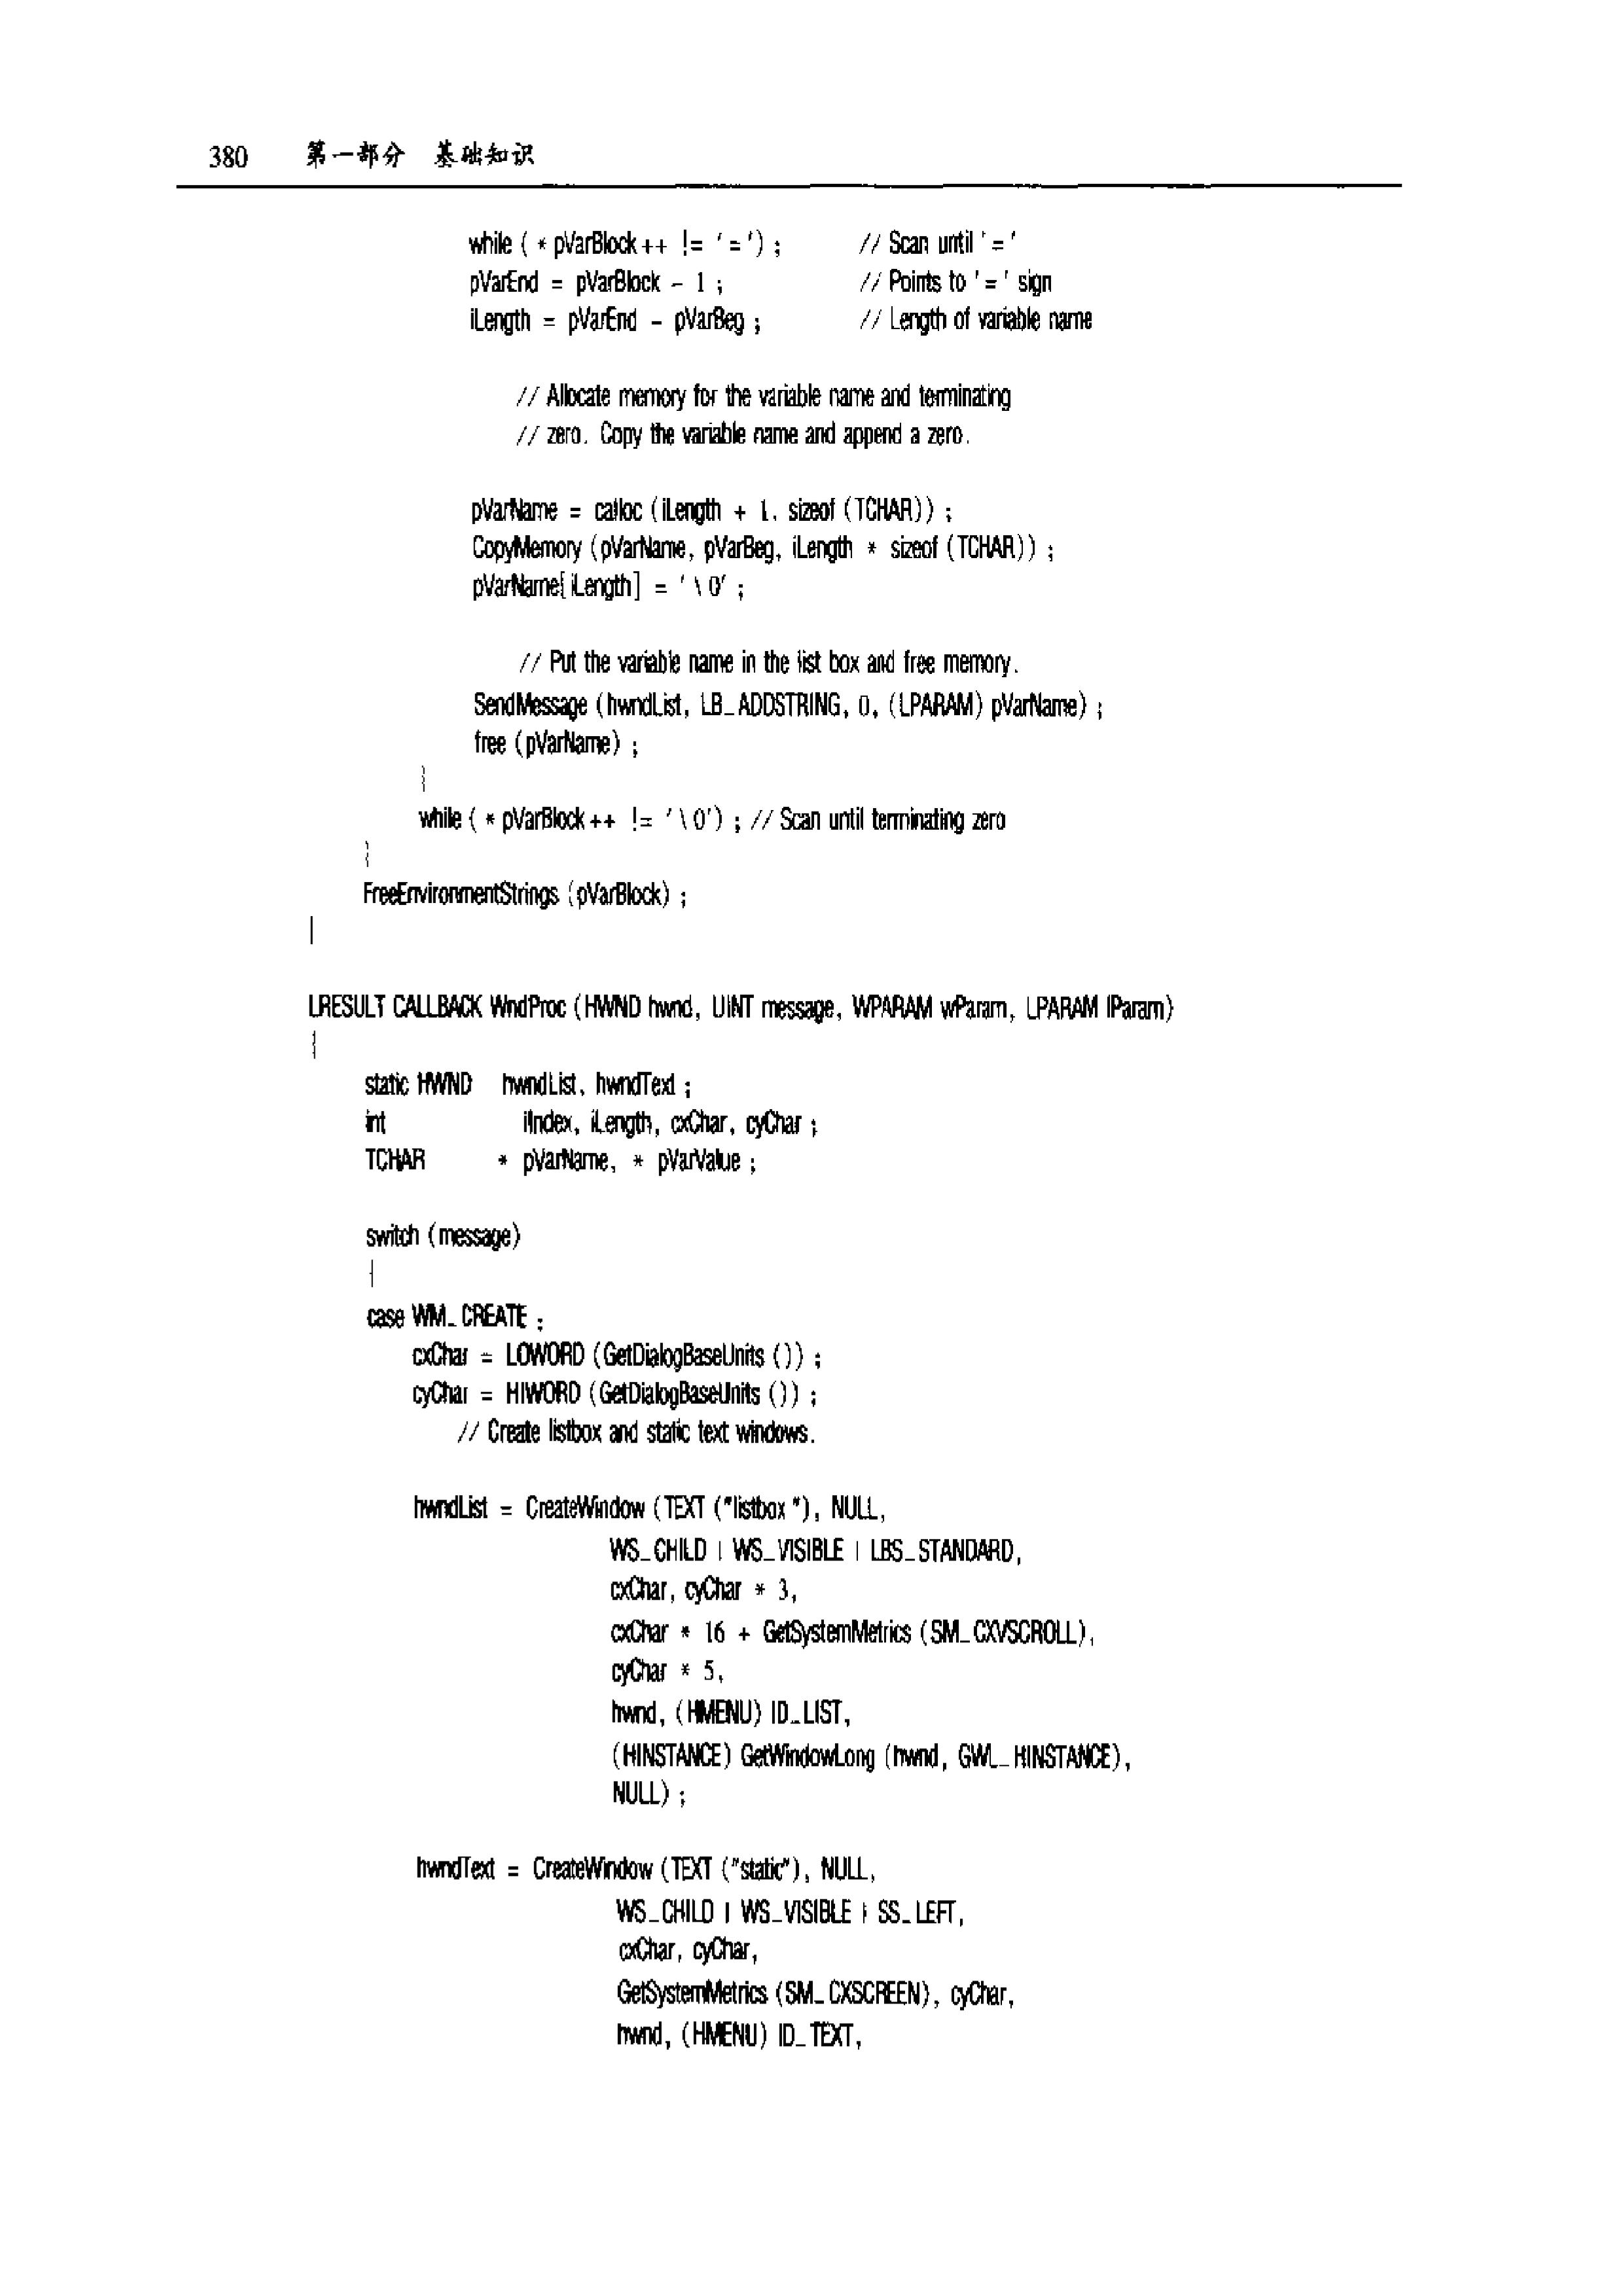 380 第一部分 基础知识
while ( * pVarBlock++ != '=') ; // Scan until '='
pVarEnd = pVarBlock - 1 ; // Points to '=' sign
iLength = pVarEnd - pVarBeg ; // Length of variable name
// Allocate memory for the variable name and terminating
// zero. Copy the variable name and append a zero.
pVarName = calloc (iLength + 1, sizeof (TCHAR)) ;
CopyMemory (pVarName, pVarBeg, iLength * sizeof (TCHAR)) ;
pVarName[iLength] = '\0' ;
// Put the variable name in the list box and free memory.
SendMessage (hwndList, LB_ADDSTRING, 0, (LPARAM) pVarName) ;
free (pVarName) ;
}
while ( * pVarBlock++ != '\0') ; // Scan until terminating zero
}
FreeEnvironmentStrings (pVarBlock) ;
}
LRESULT CALLBACK WndProc (HWND hwnd, UINT message, WPARAM wParam, LPARAM lParam)
{
static HWND hwndList, hwndText ;
int iIndex, iLength, cxChar, cyChar ;
TCHAR * pVarName, * pVarValue ;
switch (message)
{
case WM_CREATE :
cxChar = LOWORD (GetDialogBaseUnits ()) ;
cyChar = HIWORD (GetDialogBaseUnits ()) ;
// Create listbox and static text windows.
hwndList = CreateWindow (TEXT ("listbox"), NULL,
WS_CHILD | WS_VISIBLE | LBS_STANDARD,
cxChar, cyChar * 3,
cxChar * 16 + GetSystemMetrics (SM_CXVSCROLL),
cyChar * 5,
hwnd, (HMENU) ID_LIST,
(HINSTANCE) GetWindowLong (hwnd, GWL_HINSTANCE),
NULL) ;
hwndText = CreateWindow (TEXT ("static"), NULL,
WS_CHILD | WS_VISIBLE | SS_LEFT,
cxChar, cyChar,
GetSystemMetrics (SM_CXSCREEN), cyChar,
hwnd, (HMENU) ID_TEXT,